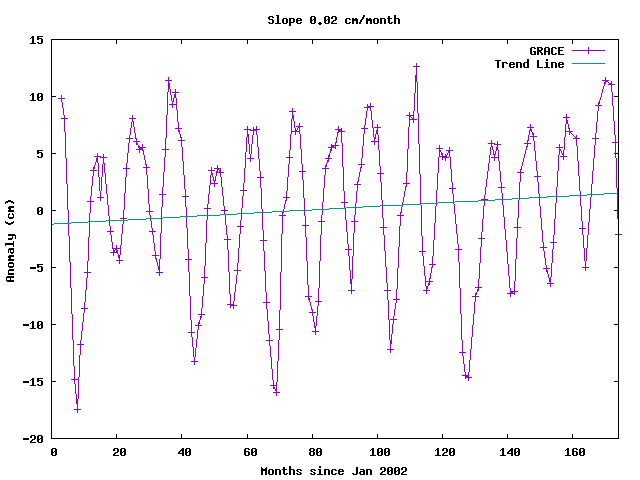 Slope 0.02 cm/month
15
10
5
0
-5
-10
-15
-20
Anomaly (cm)
GRACE
Trend Line
0 20 40 60 80 100 120 140 160
Months since Jan 2002